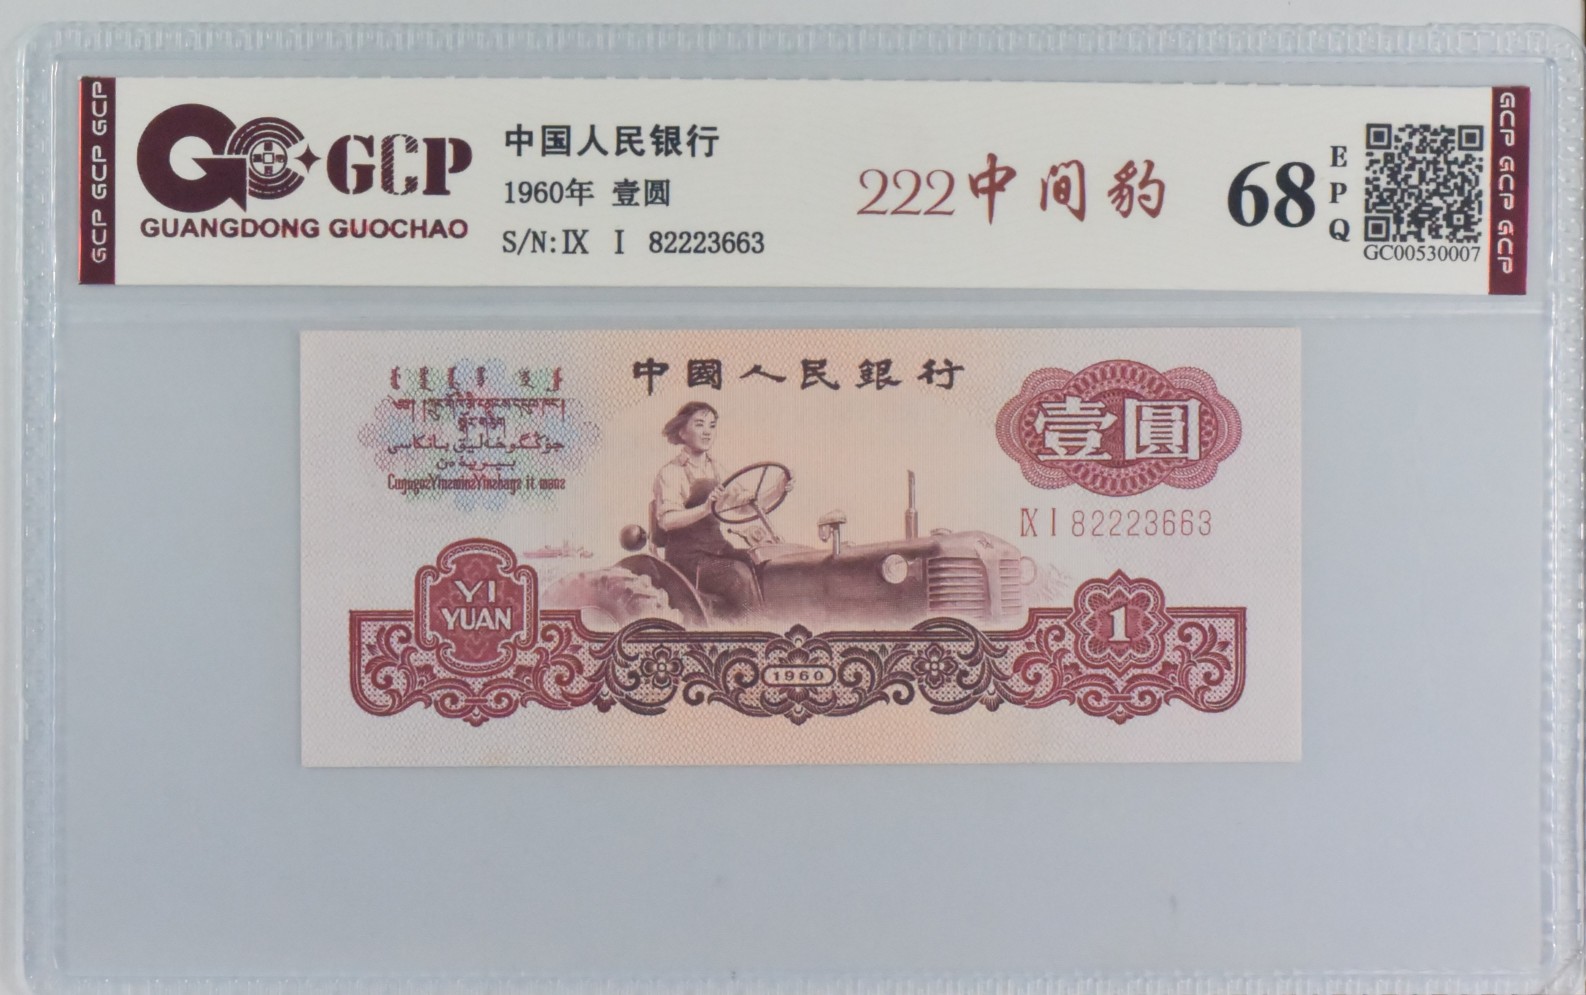 GCP GCP GCP
GCP
GUANGDONG GUOCHAO
中国人民银行
1960年 壹圆
S/N: Ⅸ Ⅰ 82223663
222中间豹
68
EPQ
GC00530007
GCP GCP GCP
中國人民銀行
壹圓
Ⅸ Ⅰ 82223663
YI
YUAN
1960
1